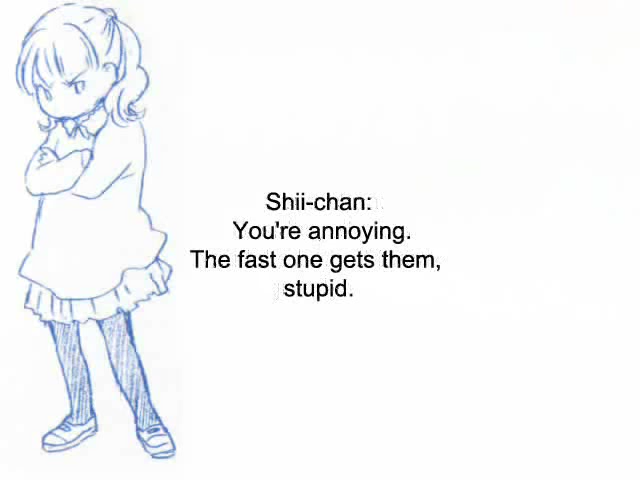 Shii-chan:
You're annoying.
The fast one gets them,
stupid.